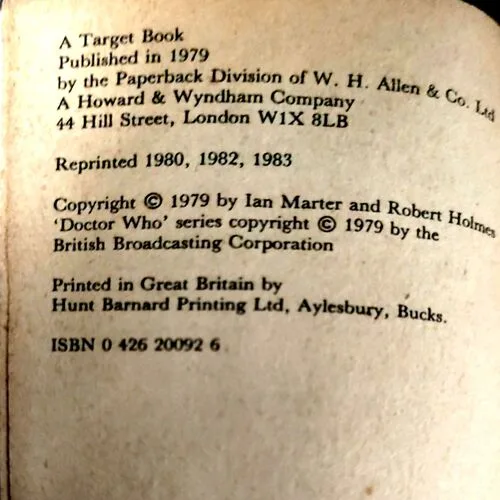 A Target Book
Published in 1979
by the Paperback Division of W. H. Allen & Co. Ltd
A Howard & Wyndham Company
44 Hill Street, London W1X 8LB
Reprinted 1980, 1982, 1983
Copyright © 1979 by Ian Marter and Robert Holmes
'Doctor Who' series copyright © 1979 by the
British Broadcasting Corporation
Printed in Great Britain by
Hunt Barnard Printing Ltd, Aylesbury, Bucks.
ISBN 0 426 20092 6